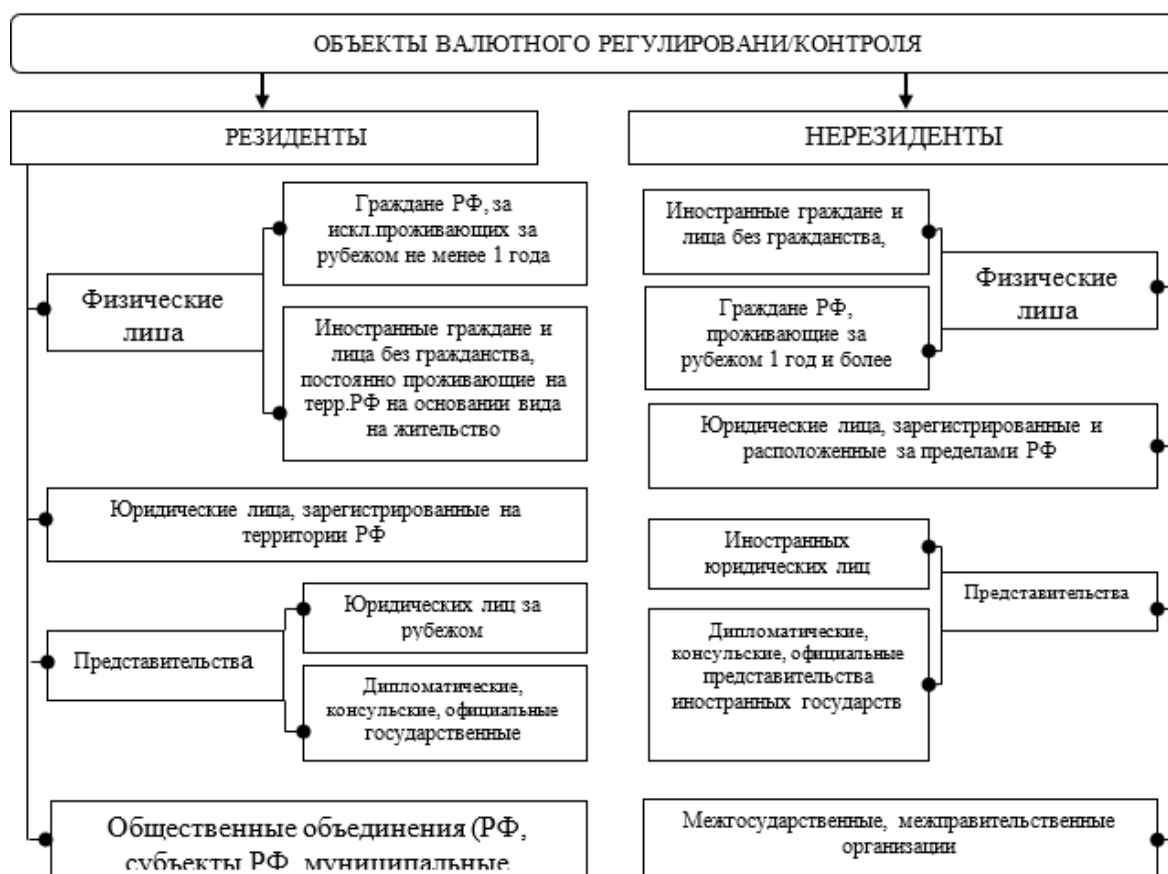 ОБЪЕКТЫ ВАЛЮТНОГО РЕГУЛИРОВАНИ/КОНТРОЛЯ
РЕЗИДЕНТЫ
Физические
лица
Граждане РФ, за
искл.проживающих за
рубежом не менее 1 года
Иностранные граждане и
лица без гражданства,
постоянно проживающие на
терр.РФ на основании вида
на жительство
Юридические лица, зарегистрированные на
территории РФ
Представительства
Юридических лиц за
рубежом
Дипломатические,
консульские, официальные
государственные
Общественные объединения (РФ,
субъекты РФ, муниципальные
НЕРЕЗИДЕНТЫ
Иностранные граждане и
лица без гражданства,
Граждане РФ,
проживающие за
рубежом 1 год и более
Физические
лица
Юридические лица, зарегистрированные и
расположенные за пределами РФ
Иностранных
юридических лиц
Дипломатические,
консульские, официальные
представительства
иностранных государств
Представительства
Межгосударственные, межправительственные
организации